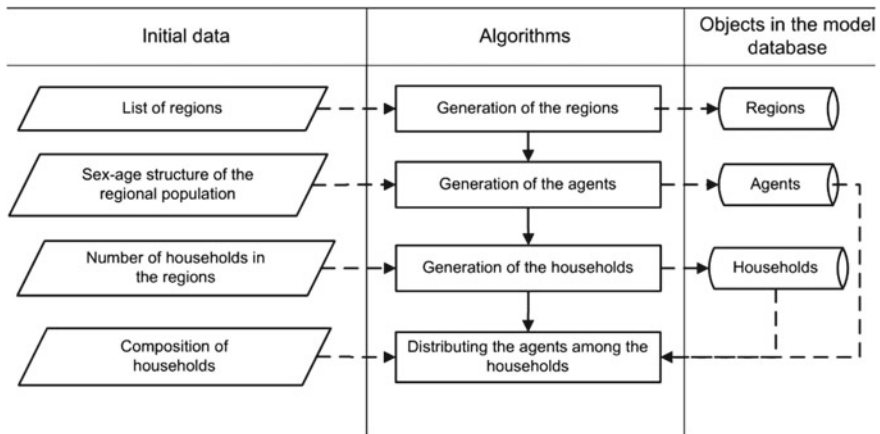 Initial data
Algorithms
Objects in the model
database
List of regions
Generation of the regions
Regions
Sex-age structure of the
regional population
Generation of the agents
Agents
Number of households in
the regions
Generation of the households
Households
Composition of
households
Distributing the agents among the
households